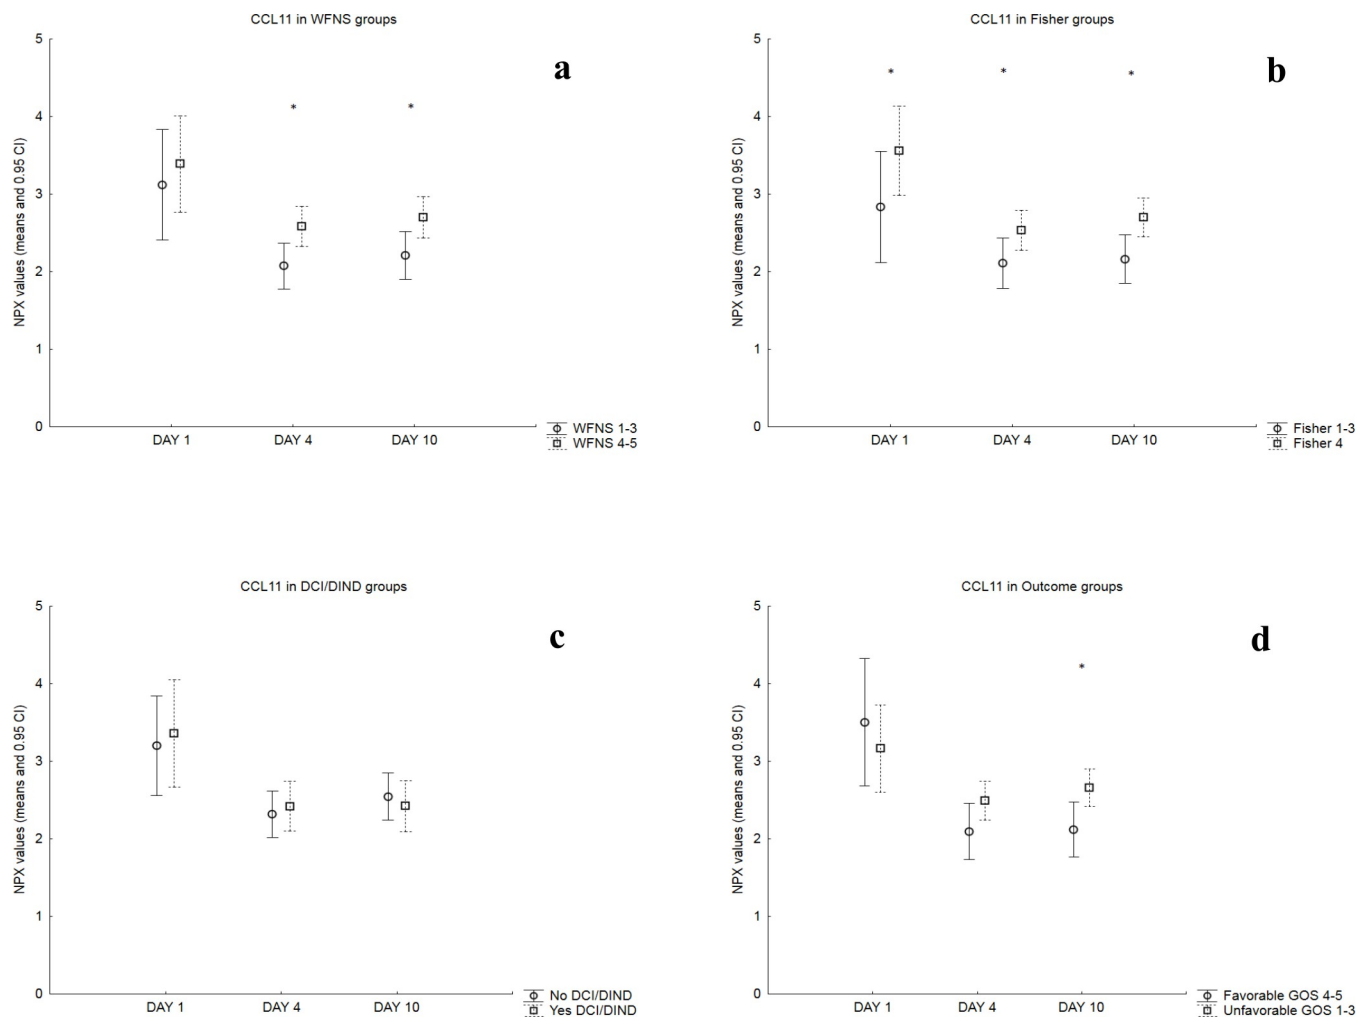 CCL11 in WFNS groups
a
NPX values (means and 0.95 CI)
5
4
3
2
1
0
* *
DAY 1 DAY 4 DAY 10
WFNS 1-3
WFNS 4-5
CCL11 in Fisher groups
b
NPX values (means and 0.95 CI)
5
4
3
2
1
0
* * *
DAY 1 DAY 4 DAY 10
Fisher 1-3
Fisher 4
CCL11 in DCI/DIND groups
c
NPX values (means and 0.95 CI)
5
4
3
2
1
0
DAY 1 DAY 4 DAY 10
No DCI/DIND
Yes DCI/DIND
CCL11 in Outcome groups
d
NPX values (means and 0.95 CI)
5
4
3
2
1
0
*
DAY 1 DAY 4 DAY 10
Favorable GOS 4-5
Unfavorable GOS 1-3